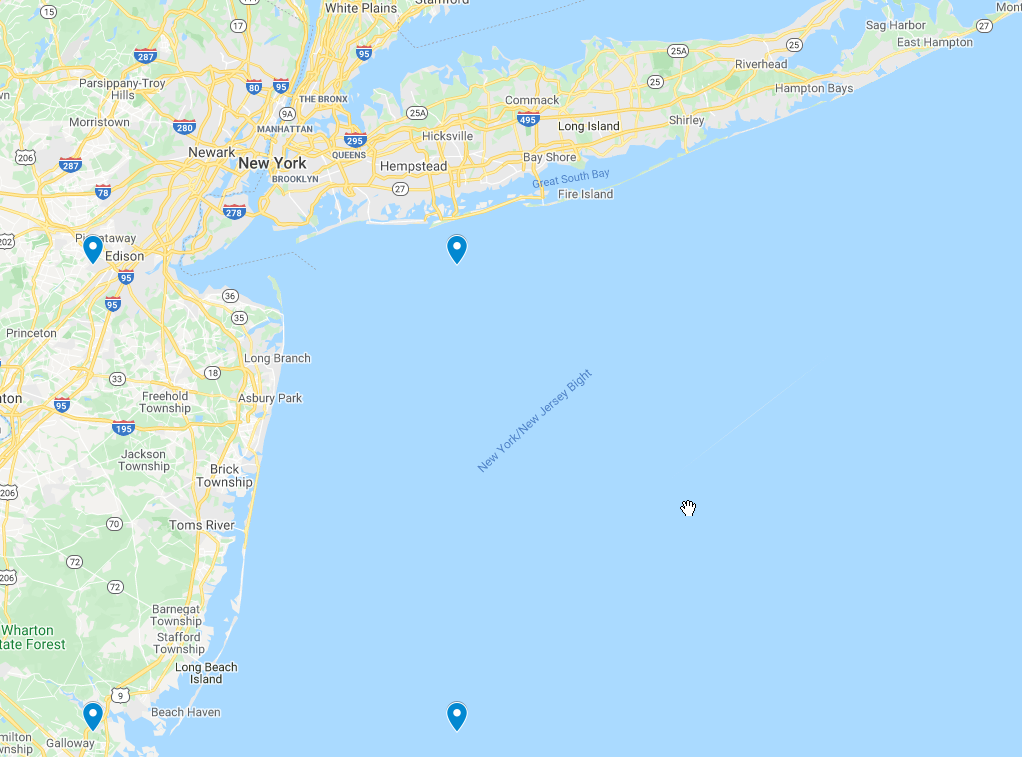 Stamford
White Plains
15
17
Sag Harbor
27
Mont
East Hampton
25A
25
287
95
Riverhead
Parsippany-Troy
Hills
80
95
25
Hampton Bays
THE BRONX
Commack
9A
25A
495
Morristown
280
MANHATTAN
Long Island
Shirley
Hicksville
295
206
287
Newark
New York
QUEENS
Bay Shore
Hempstead
Great South Bay
BROOKLYN
78
27
Fire Island
278
202
Edison
95
36
95
35
Princeton
Long Branch
33
18
New York/New Jersey Bight
Freehold
Township
Asbury Park
95
195
Jackson
Township
Brick
Township
206
70
Toms River
72
206
72
Barnegat
Township
Wharton
tate Forest
Stafford
Township
Long Beach
Island
9
Beach Haven
milton
wnship
Galloway